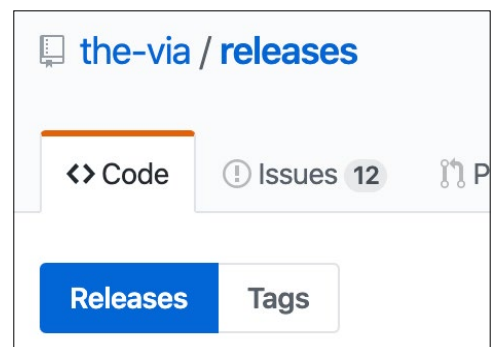 the-via / releases
<> Code Issues 12 P
Releases Tags